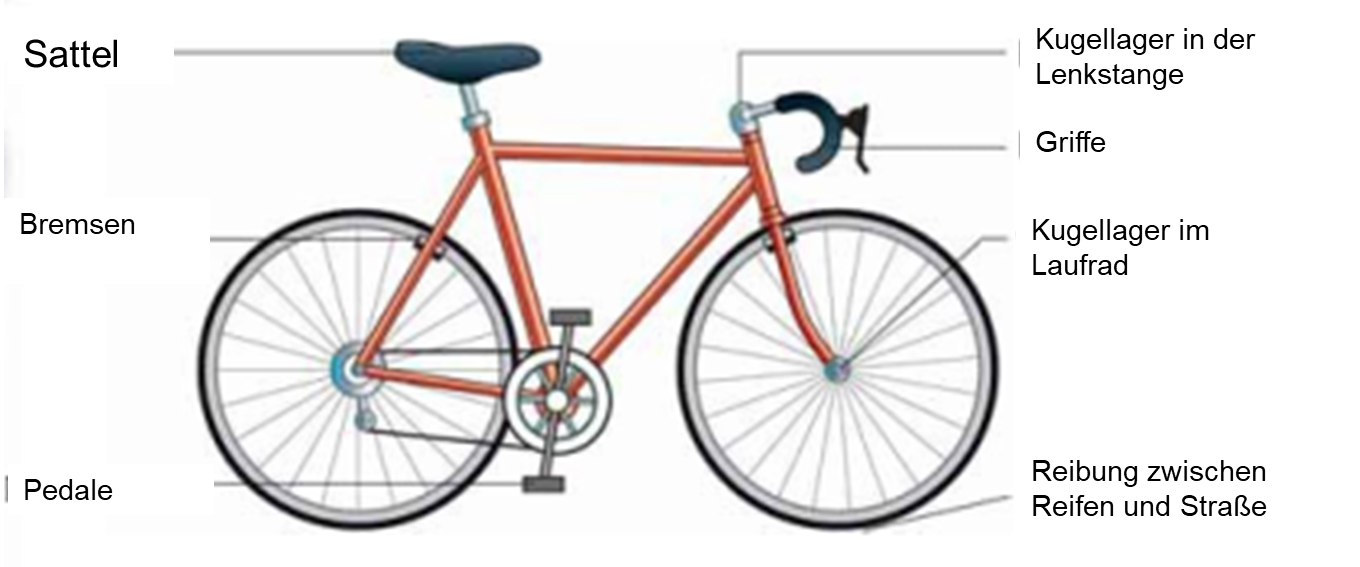 Sattel
Bremsen
Pedale
Kugellager in der
Lenkstange
Griffe
Kugellager im
Laufrad
Reibung zwischen
Reifen und Straße